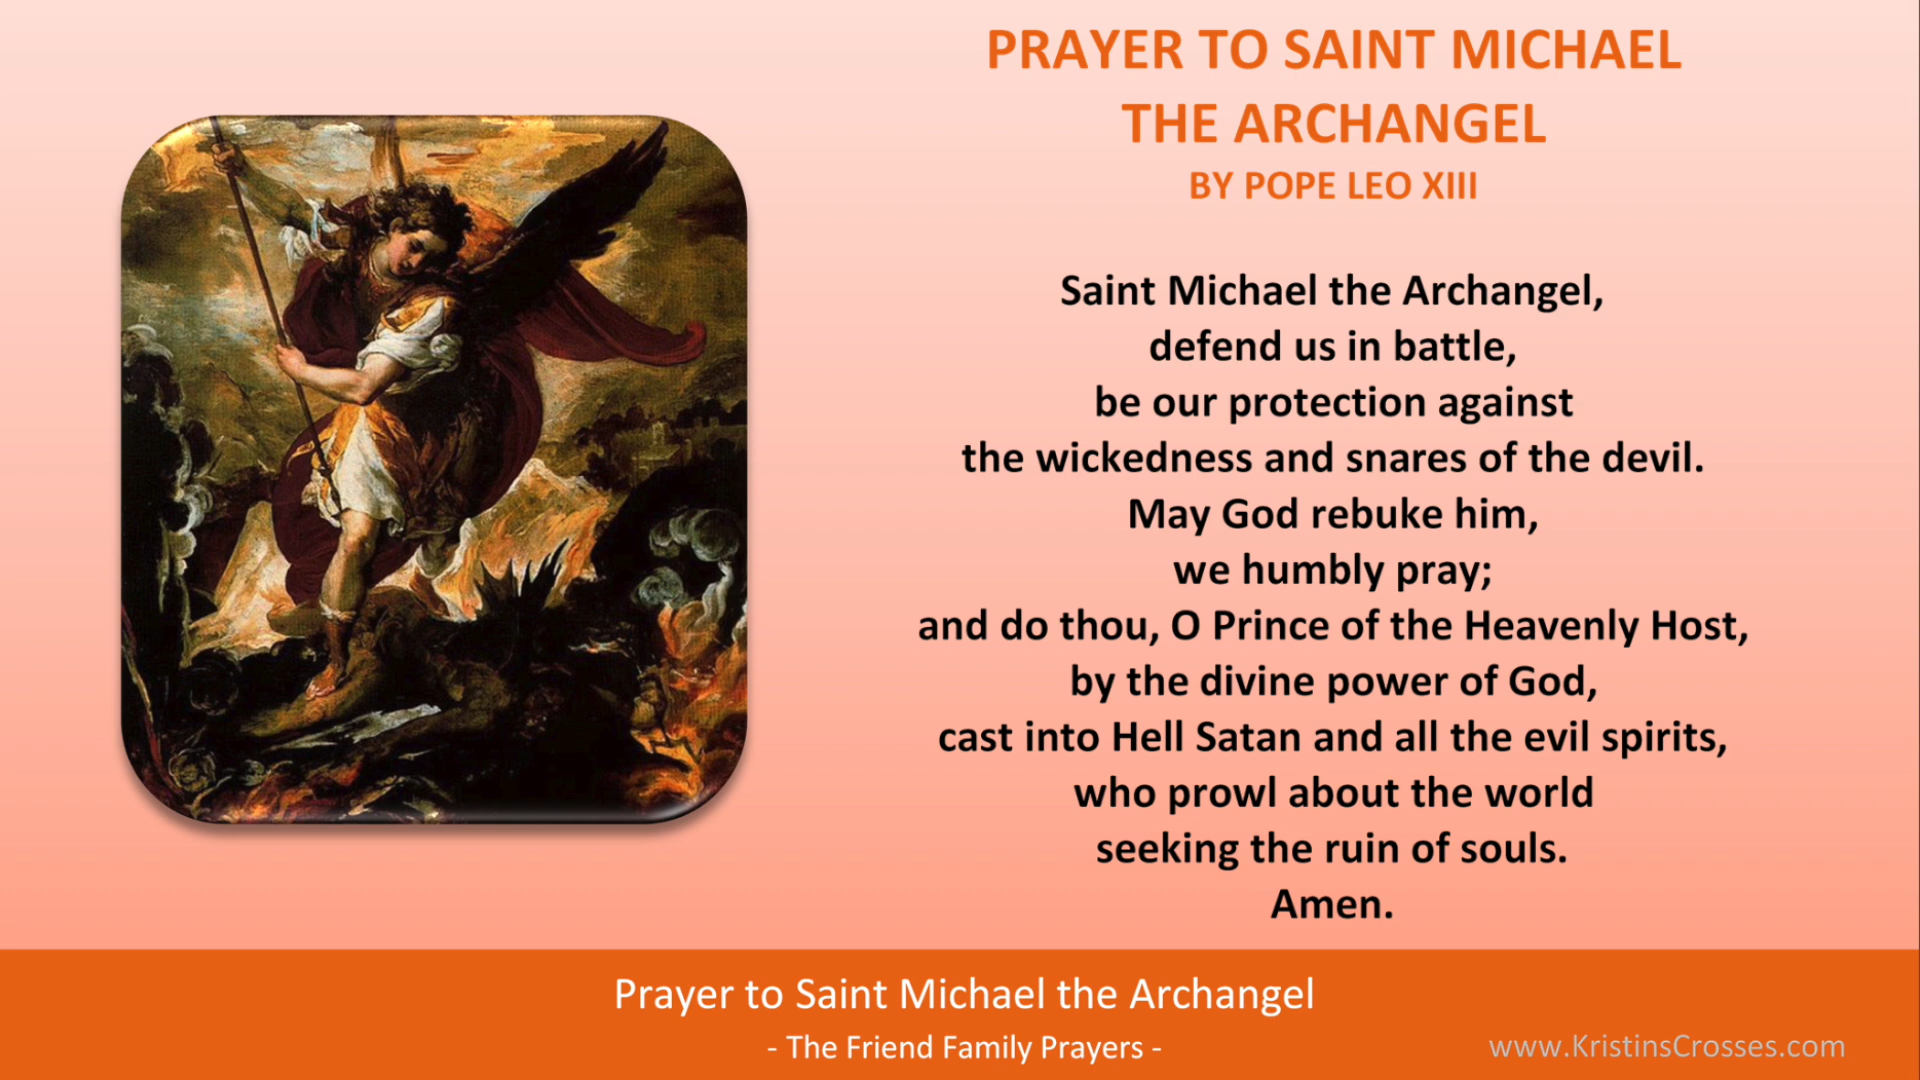 PRAYER TO SAINT MICHAEL
THE ARCHANGEL
BY POPE LEO XIII
Saint Michael the Archangel,
defend us in battle,
be our protection against
the wickedness and snares of the devil.
May God rebuke him,
we humbly pray;
and do thou, O Prince of the Heavenly Host,
by the divine power of God,
cast into Hell Satan and all the evil spirits,
who prowl about the world
seeking the ruin of souls.
Amen.
Prayer to Saint Michael the Archangel
- The Friend Family Prayers -
www.KristinsCrosses.com